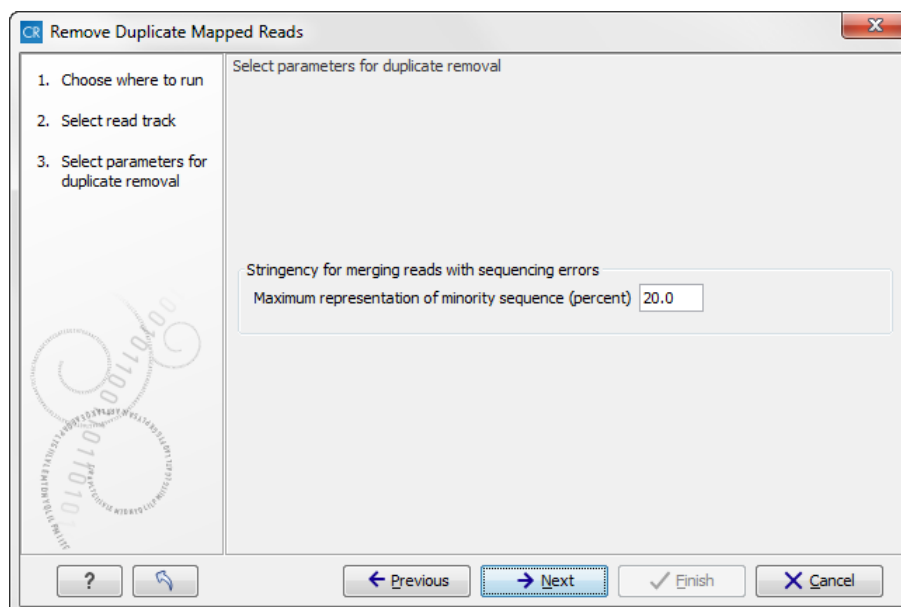 CR Remove Duplicate Mapped Reads
X
1. Choose where to run
2. Select read track
3. Select parameters for
duplicate removal
Select parameters for duplicate removal
Stringency for merging reads with sequencing errors
Maximum representation of minority sequence (percent) 20.0
? Previous Next Finish Cancel